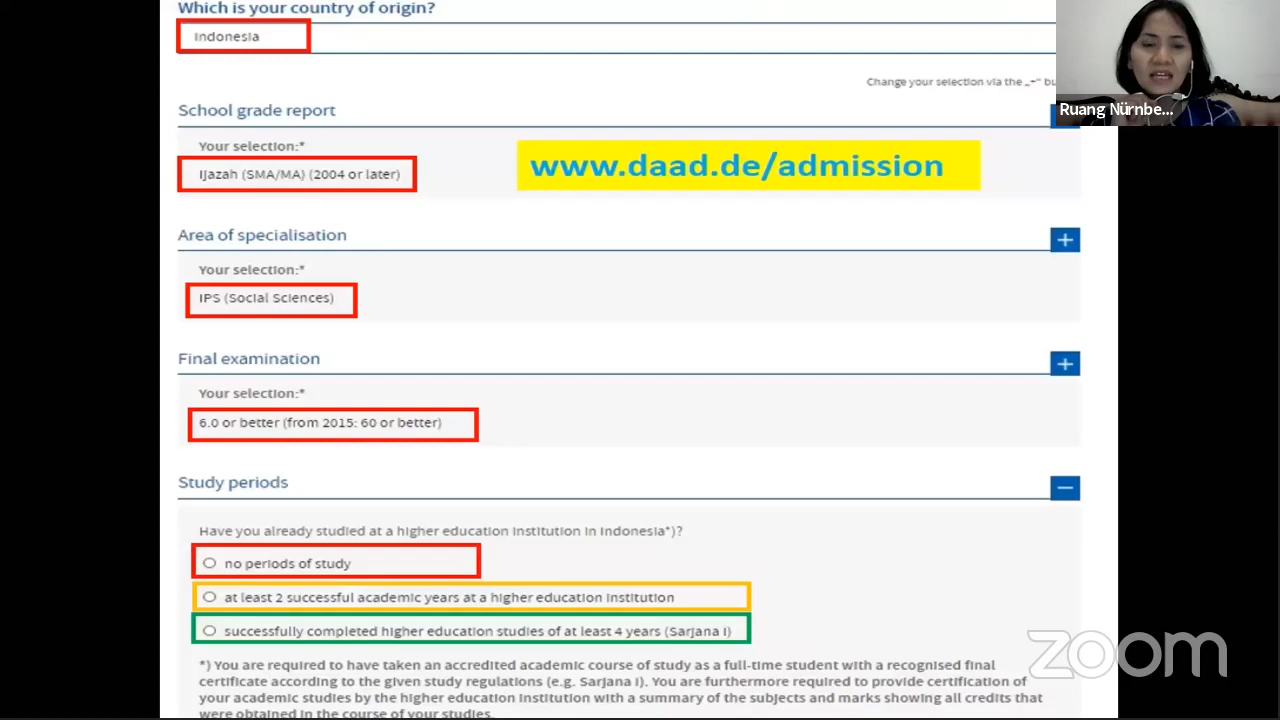 Which is your country of origin?
Indonesia
Change your selection via the „-" bu
Ruang Nürnbe...
School grade report
Your selection:*
Ijazah (SMA/MA) (2004 or later)
www.daad.de/admission
Area of specialisation
+
Your selection:*
IPS (Social Sciences)
Final examination
+
Your selection:*
6.0 or better (from 2015: 60 or better)
Study periods
−
Have you already studied at a higher education institution in Indonesia*)?
no periods of study
at least 2 successful academic years at a higher education institution
successfully completed higher education studies of at least 4 years (Sarjana I)
*) You are required to have taken an accredited academic course of study as a full-time student with a recognised final
certificate according to the given study regulations (e.g. Sarjana I). You are furthermore required to provide certification of
your academic studies by the higher education institution with a summary of the subjects and marks showing all credits that
were obtained in the course of your studies.
zoom